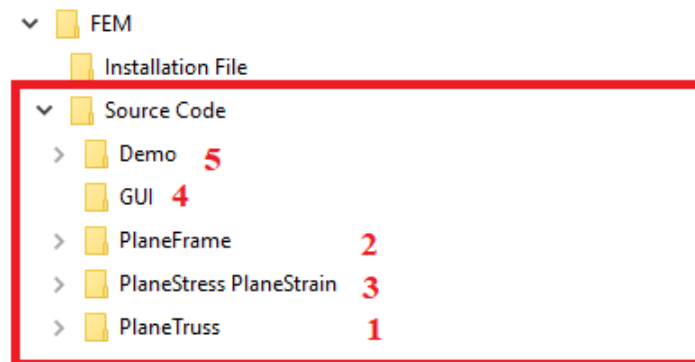 FEM
Installation File
Source Code
Demo 5
GUI 4
PlaneFrame 2
PlaneStress PlaneStrain 3
PlaneTruss 1